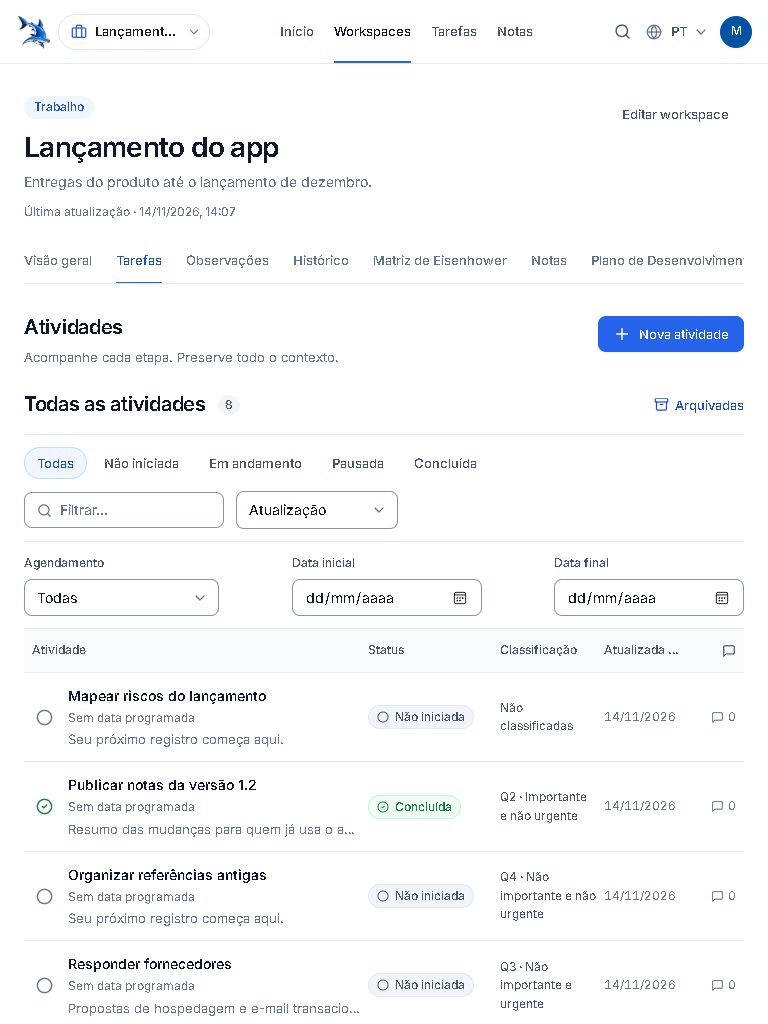 Lançament...
Início
Workspaces
Tarefas
Notas
PT
M
Trabalho
Editar workspace
Lançamento do app
Entregas do produto até o lançamento de dezembro.
Última atualização · 14/11/2026, 14:07
Visão geral
Tarefas
Observações
Histórico
Matriz de Eisenhower
Notas
Plano de Desenvolvimen
Atividades
Nova atividade
Acompanhe cada etapa. Preserve todo o contexto.
Todas as atividades
8
Arquivadas
Todas
Não iniciada
Em andamento
Pausada
Concluída
Filtrar...
Atualização
Agendamento
Data inicial
Data final
Todas
dd/mm/aaaa
dd/mm/aaaa
Atividade
Status
Classificação
Atualizada ...
Mapear riscos do lançamento
Sem data programada
Seu próximo registro começa aqui.
Não iniciada
Não
classificadas
14/11/2026
0
Publicar notas da versão 1.2
Sem data programada
Resumo das mudanças para quem já usa o a...
Concluída
Q2 · Importante
e não urgente
14/11/2026
0
Organizar referências antigas
Sem data programada
Seu próximo registro começa aqui.
Não iniciada
Q4 · Não
importante e não
urgente
14/11/2026
0
Responder fornecedores
Sem data programada
Propostas de hospedagem e e-mail transacio...
Não iniciada
Q3 · Não
importante e
urgente
14/11/2026
0